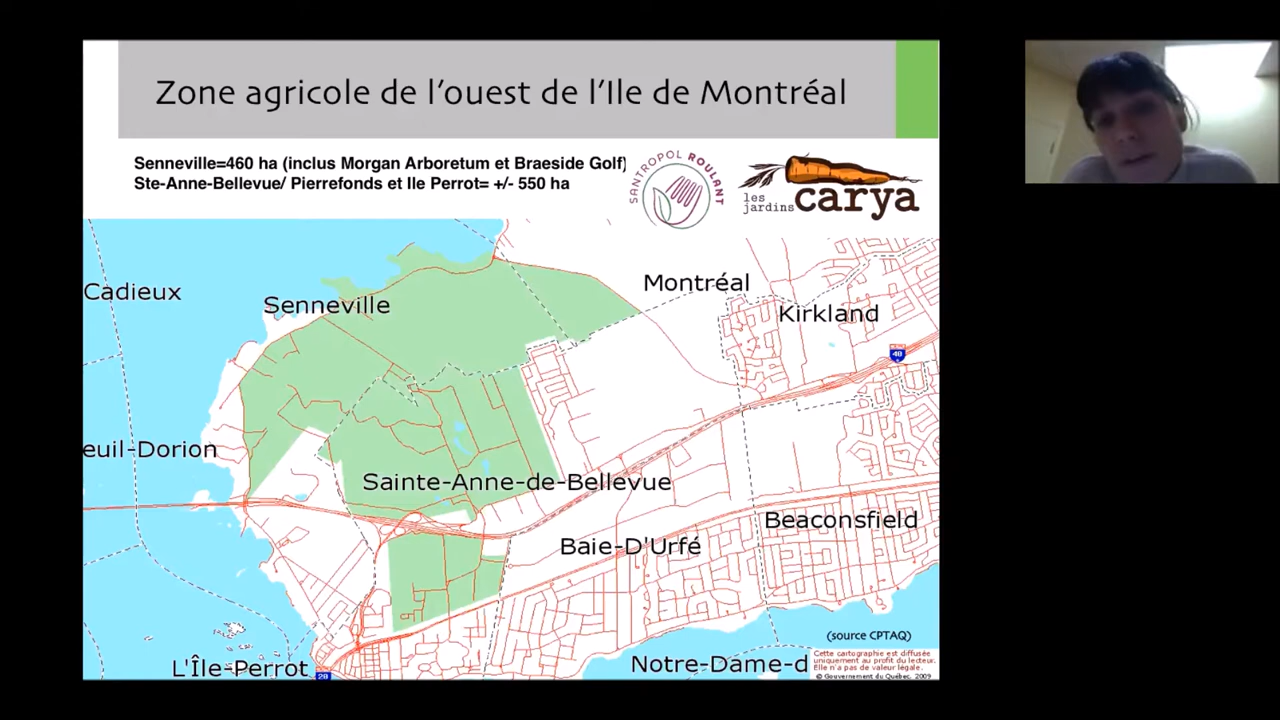 Zone agricole de l'ouest de l'Ile de Montréal
Senneville=460 ha (inclus Morgan Arboretum et Braeside Golf)
Ste-Anne-Bellevue/ Pierrefonds et Ile Perrot= +/- 550 ha
SANTROPOL ROULANT
les
jardins
carya
Montréal
Cadieux
Senneville
Kirkland
40
euil-Dorion
Sainte-Anne-de-Bellevue
Beaconsfield
Baie-D'Urfé
(source CPTAQ)
L'Île-Perrot
20
Notre-Dame-d
Cette cartographie est diffusée
uniquement au profit du lecteur.
Elle n'a pas de valeur légale.
© Gouvernement du Québec, 2009